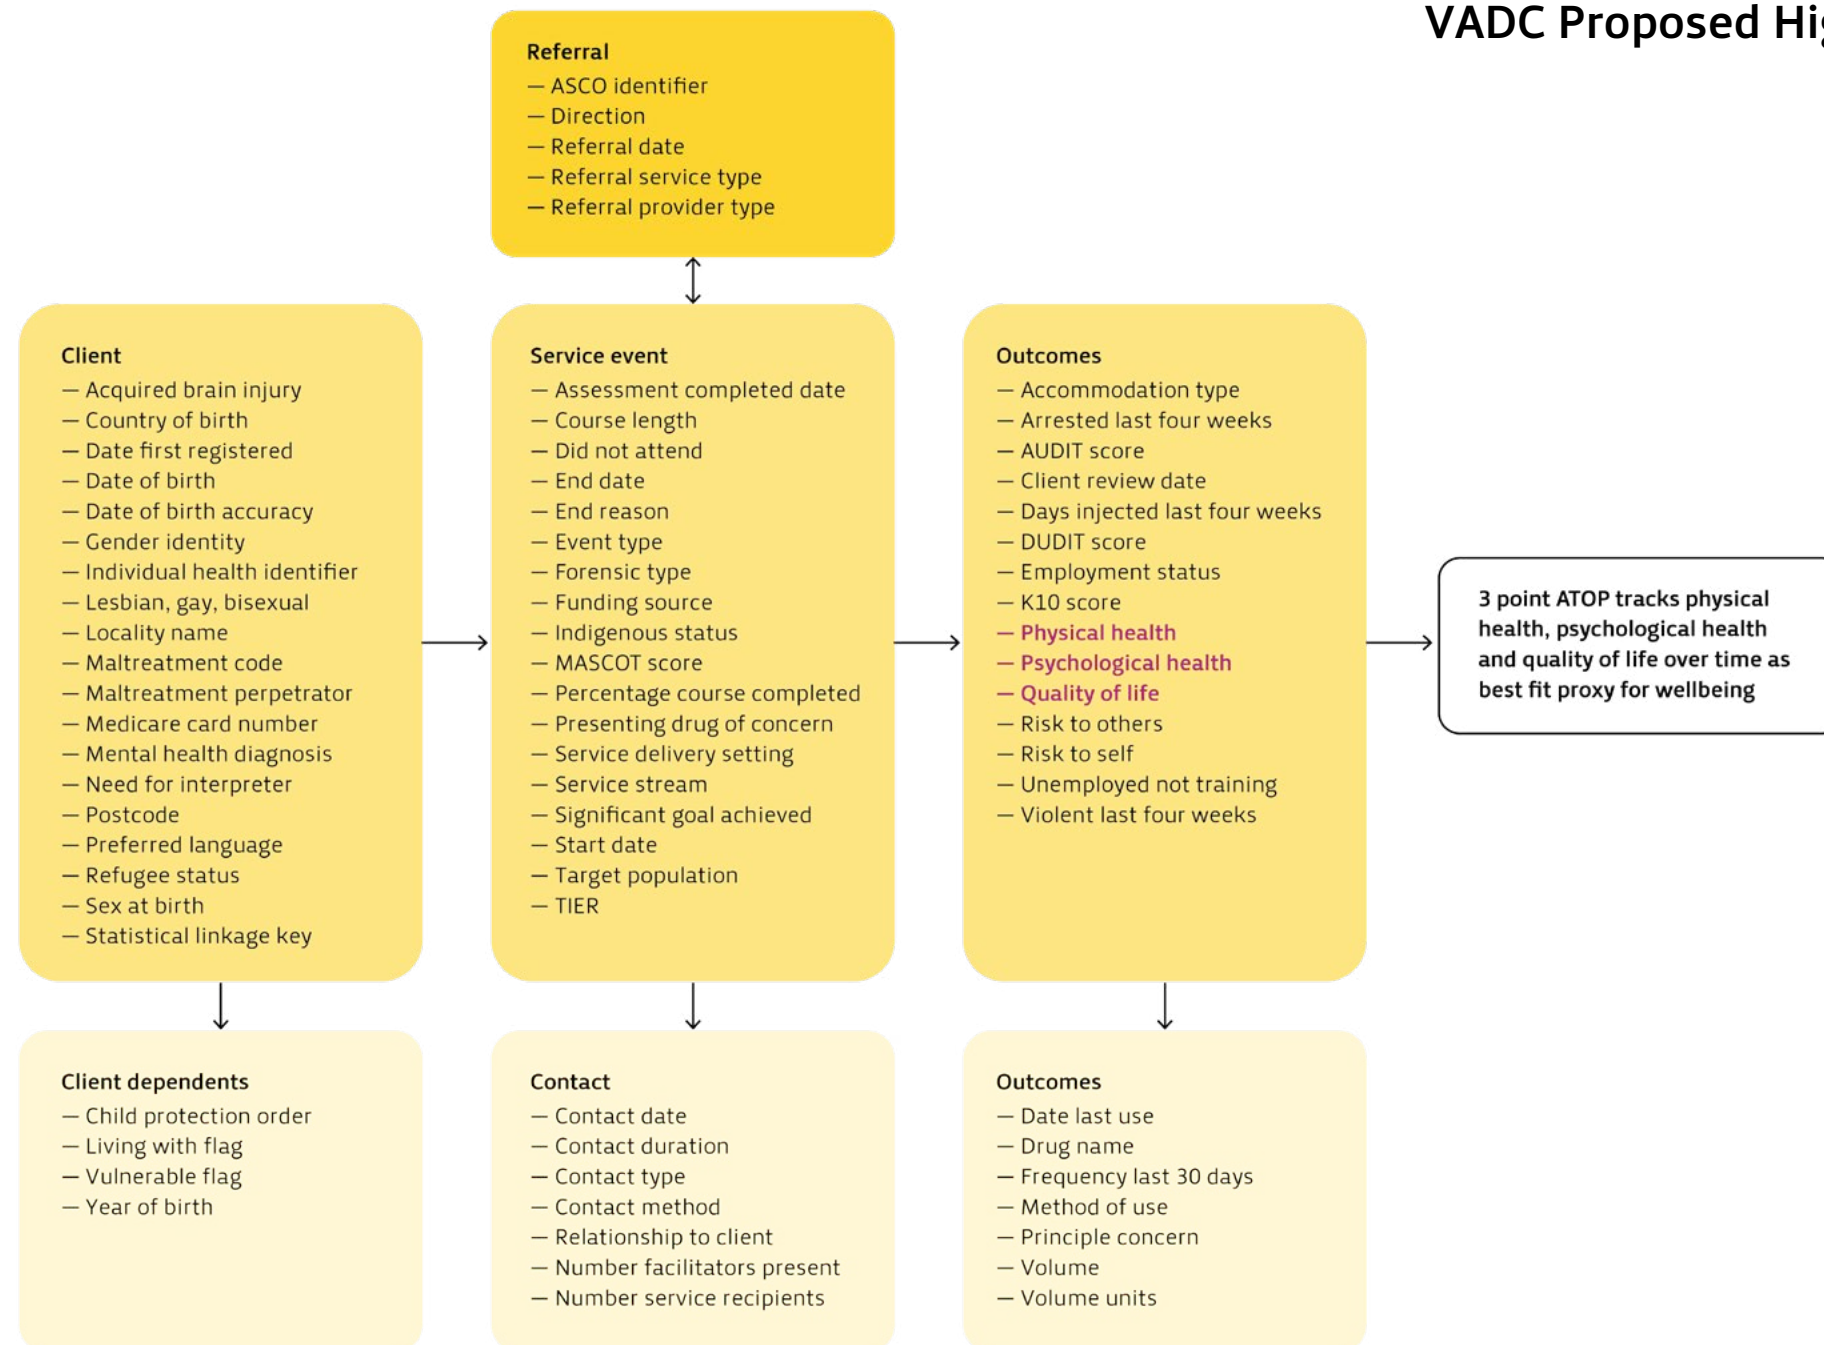 VADC Proposed Hig
Referral
— ASCO identifier
— Direction
— Referral date
— Referral service type
— Referral provider type
Client
— Acquired brain injury
— Country of birth
— Date first registered
— Date of birth
— Date of birth accuracy
— Gender identity
— Individual health identifier
— Lesbian, gay, bisexual
— Locality name
— Maltreatment code
— Maltreatment perpetrator
— Medicare card number
— Mental health diagnosis
— Need for interpreter
— Postcode
— Preferred language
— Refugee status
— Sex at birth
— Statistical linkage key
Service event
— Assessment completed date
— Course length
— Did not attend
— End date
— End reason
— Event type
— Forensic type
— Funding source
— Indigenous status
— MASCOT score
— Percentage course completed
— Presenting drug of concern
— Service delivery setting
— Service stream
— Significant goal achieved
— Start date
— Target population
— TIER
Outcomes
— Accommodation type
— Arrested last four weeks
— AUDIT score
— Client review date
— Days injected last four weeks
— DUDIT score
— Employment status
— K10 score
— Physical health
— Psychological health
— Quality of life
— Risk to others
— Risk to self
— Unemployed not training
— Violent last four weeks
3 point ATOP tracks physical
health, psychological health
and quality of life over time as
best fit proxy for wellbeing
Client dependents
— Child protection order
— Living with flag
— Vulnerable flag
— Year of birth
Contact
— Contact date
— Contact duration
— Contact type
— Contact method
— Relationship to client
— Number facilitators present
— Number service recipients
Outcomes
— Date last use
— Drug name
— Frequency last 30 days
— Method of use
— Principle concern
— Volume
— Volume units